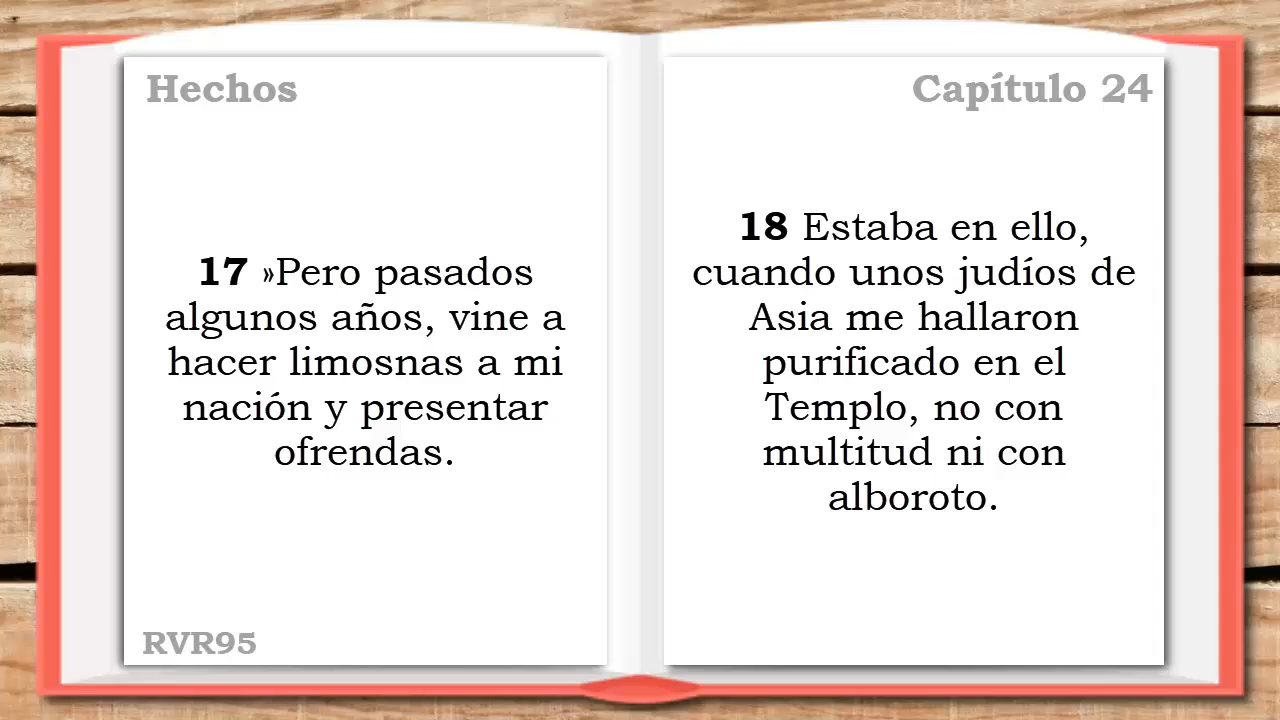 Hechos
17 »Pero pasados
algunos años, vine a
hacer limosnas a mi
nación y presentar
ofrendas.
RVR95
Capítulo 24
18 Estaba en ello,
cuando unos judíos de
Asia me hallaron
purificado en el
Templo, no con
multitud ni con
alboroto.